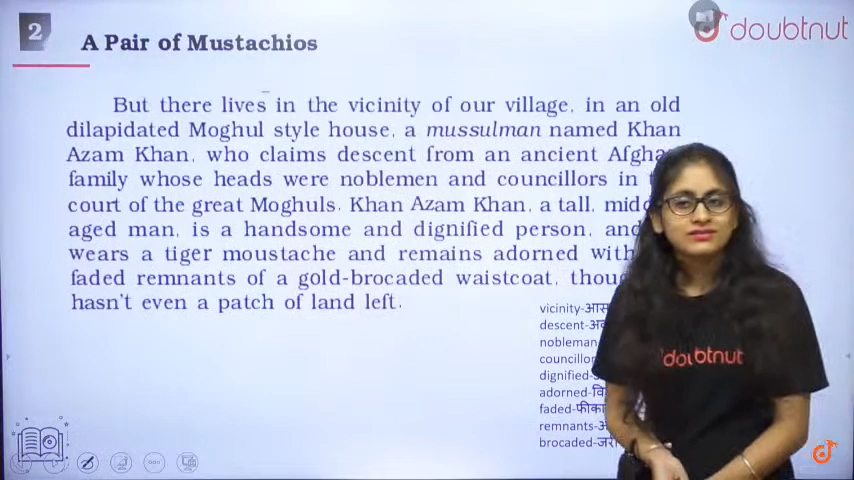 2
A Pair of Mustachios
doubtnut
But there lives in the vicinity of our village, in an old
dilapidated Moghul style house, a mussulman named Khan
Azam Khan, who claims descent from an ancient Afghan
family whose heads were noblemen and councillors in
court of the great Moghuls. Khan Azam Khan, a tall,
aged man, is a handsome and dignified person, and
wears a tiger moustache and remains adorned with
faded remnants of a gold-brocaded waistcoat,
hasn't even a patch of land left.
vicinity-
descent-
nobleman-
councillor
dignified-
adorned-
faded-
remnants-
brocaded-
doubtnut